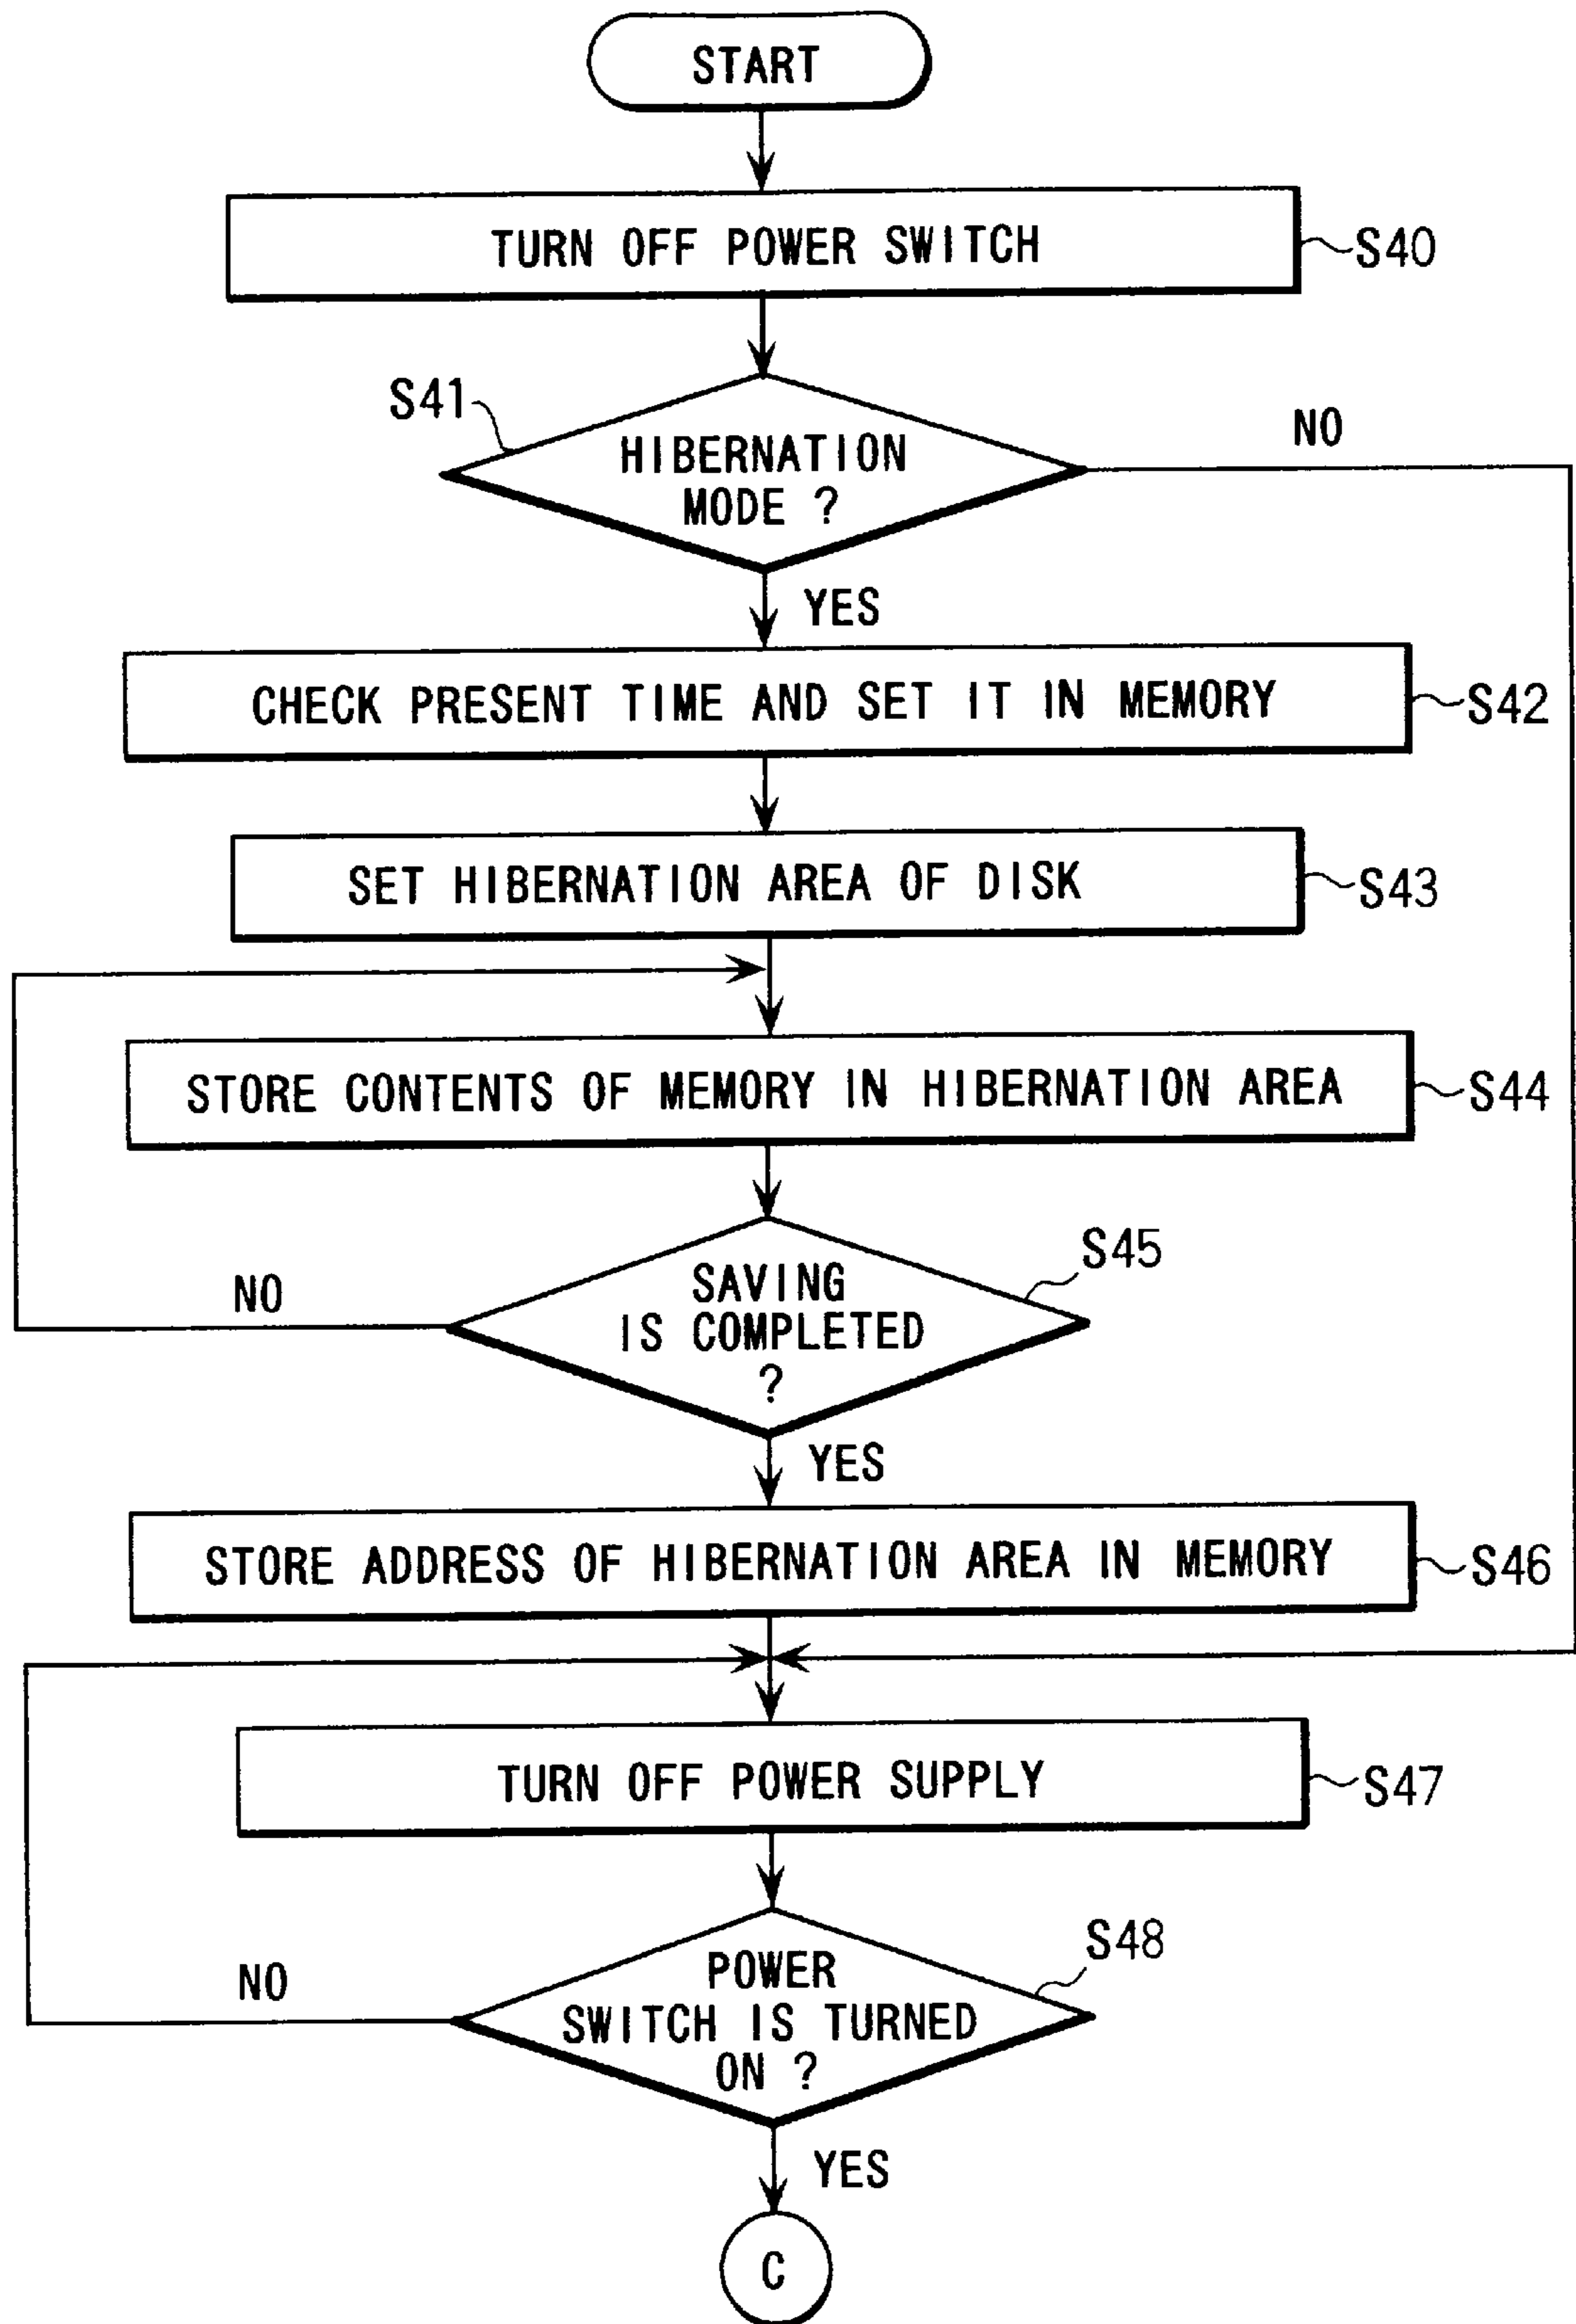 START
TURN OFF POWER SWITCH
S40
S41
HIBERNATION
MODE ?
NO
YES
CHECK PRESENT TIME AND SET IT IN MEMORY
S42
SET HIBERNATION AREA OF DISK
S43
STORE CONTENTS OF MEMORY IN HIBERNATION AREA
S44
S45
SAVING
IS COMPLETED
?
NO
YES
STORE ADDRESS OF HIBERNATION AREA IN MEMORY
S46
TURN OFF POWER SUPPLY
S47
S48
POWER
SWITCH IS TURNED
ON ?
NO
YES
C